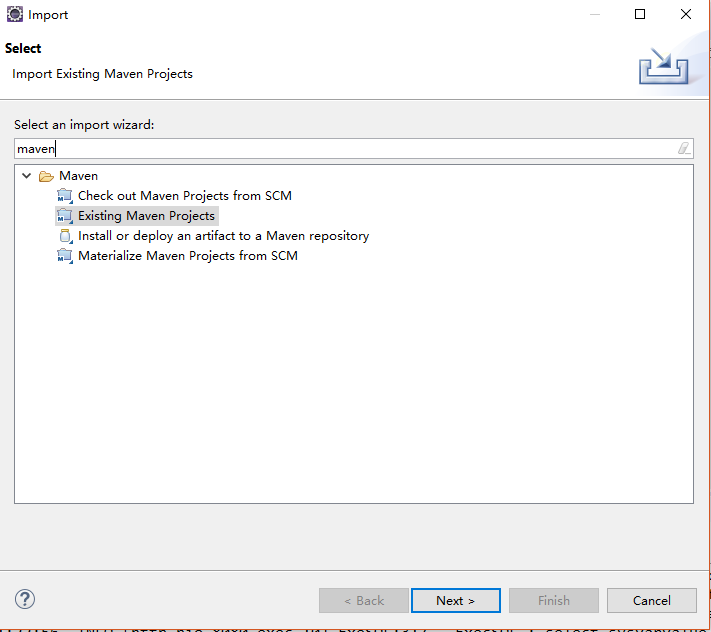 Import
Select
Import Existing Maven Projects
Select an import wizard:
maven
Maven
Check out Maven Projects from SCM
Existing Maven Projects
Install or deploy an artifact to a Maven repository
Materialize Maven Projects from SCM
< Back
Next >
Finish
Cancel